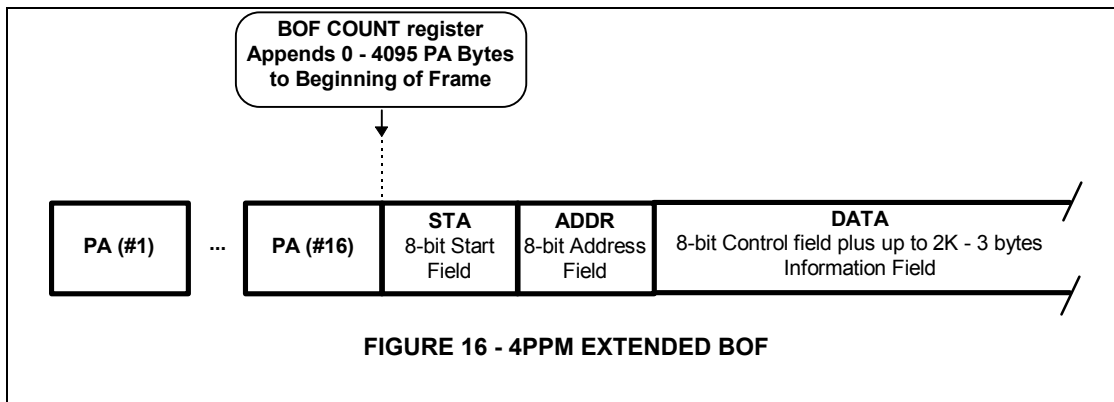 BOF COUNT register
Appends 0 - 4095 PA Bytes
to Beginning of Frame
PA (#1)
...
PA (#16)
STA
8-bit Start
Field
ADDR
8-bit Address
Field
DATA
8-bit Control field plus up to 2K - 3 bytes
Information Field
FIGURE 16 - 4PPM EXTENDED BOF